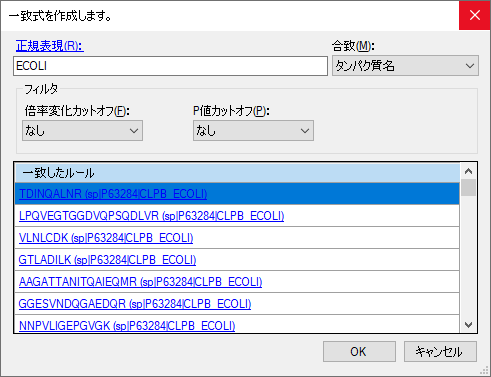 一致式を作成します。
正規表現(R):
合致(M):
ECOLI
タンパク質名
フィルタ
倍率変化カットオフ(F):
P値カットオフ(P):
なし
なし
一致したルール
TDINQALNR (sp|P63284|CLPB_ECOLI)
LPQVEGTGGDVQPSQDLVR (sp|P63284|CLPB_ECOLI)
VLNLCDK (sp|P63284|CLPB_ECOLI)
GTLADILK (sp|P63284|CLPB_ECOLI)
AAGATTANITQAIEQMR (sp|P63284|CLPB_ECOLI)
GGESVNDQGAEDQR (sp|P63284|CLPB_ECOLI)
NNPVLIGEPGVGK (sp|P63284|CLPB_ECOLI)
OK
キャンセル